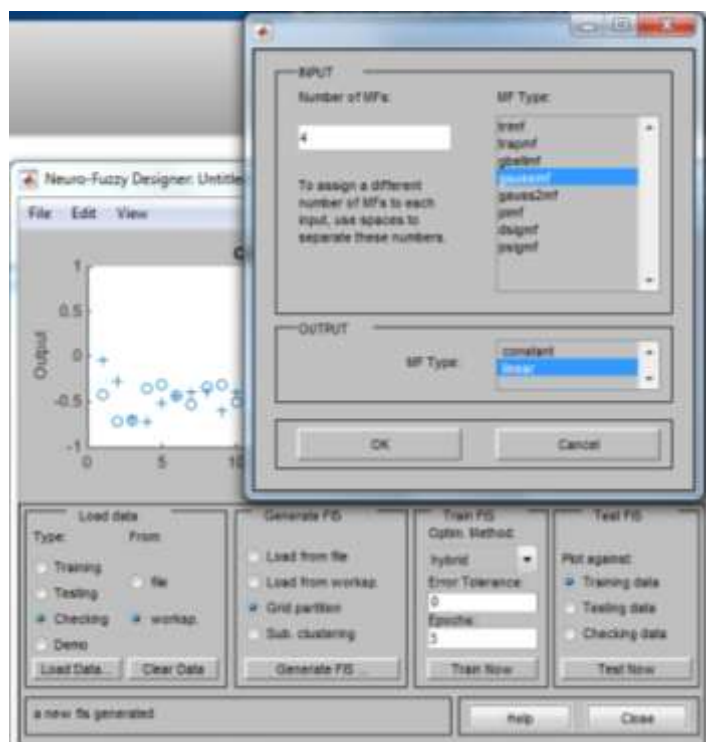 INPUT
Number of MFs:
4
To assign a different
number of MFs to each
input, use spaces to
separate these numbers.
MF Type:
trimf
trapmf
gbellmf
gaussmf
gauss2mf
pimf
dsigmf
psigmf
OUTPUT
MF Type:
constant
linear
OK
Cancel
Neuro-Fuzzy Designer: Untitle
File Edit View
Output
1
0.5
0
-0.5
-1
0
5
10
Load data
Type:
From:
Training
Testing
Checking
Demo
file
worksp.
Load Data...
Clear Data
Generate FIS
Load from file
Load from worksp.
Grid partition
Sub. clustering
Generate FIS ...
Train FIS
Optim. Method:
hybrid
Error Tolerance:
0
Epochs:
Train Now
Test FIS
Plot against:
Training data
Testing data
Checking data
Test Now
a new fis generated
Help
Close